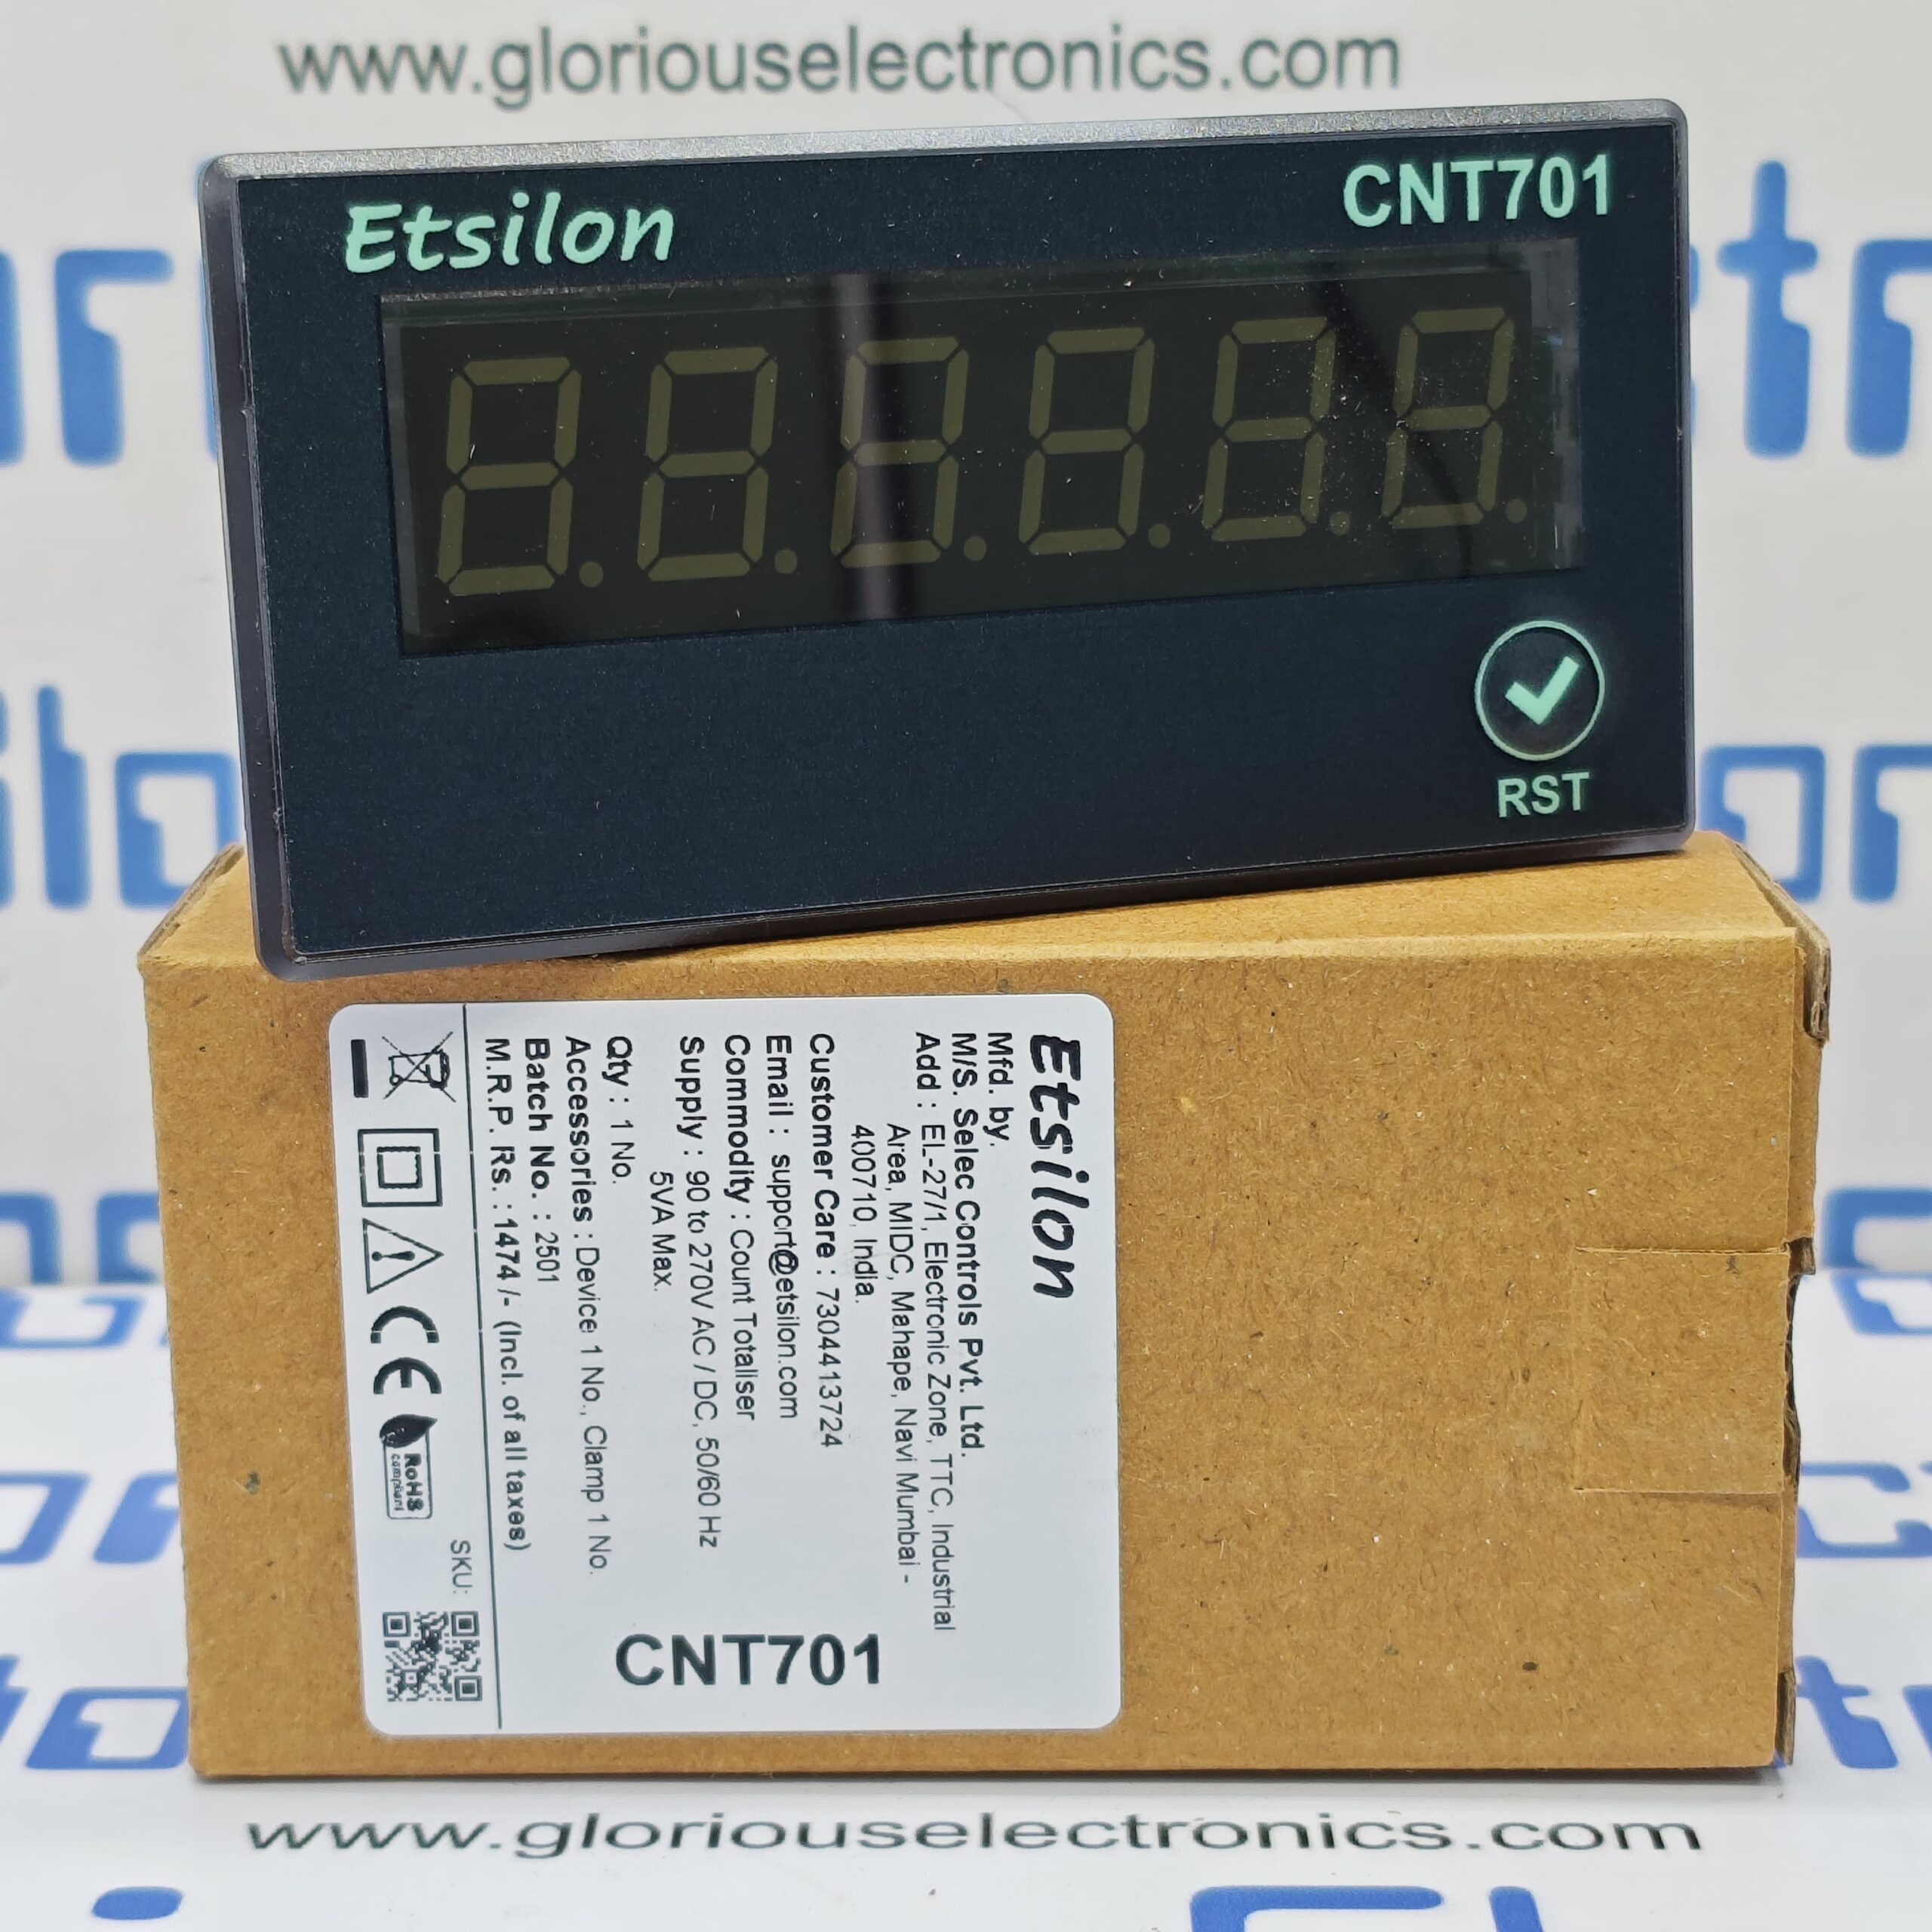 www.gloriouselectronics.com
Etsilon
CNT701
RST
Etsilon
Mfd. by.
M/S. Selec Controls Pvt. Ltd.
Add : EL-27/1, Electronic Zone, TTC, Industrial
Area, MIDC, Mahape, Navi Mumbai -
400710, India.
Customer Care : 7304413724
Email : support@etsilon.com
Commodity : Count Totaliser
Supply : 90 to 270V AC / DC, 50/60 Hz
5VA Max.
Qty : 1 No.
Accessories : Device 1 No., Clamp 1 No.
Batch No. : 2501
M.R.P. Rs. : 1474 /- (Incl. of all taxes)
CNT701
CE
RoHS
compliant
SKU:
www.gloriouselectronics.com